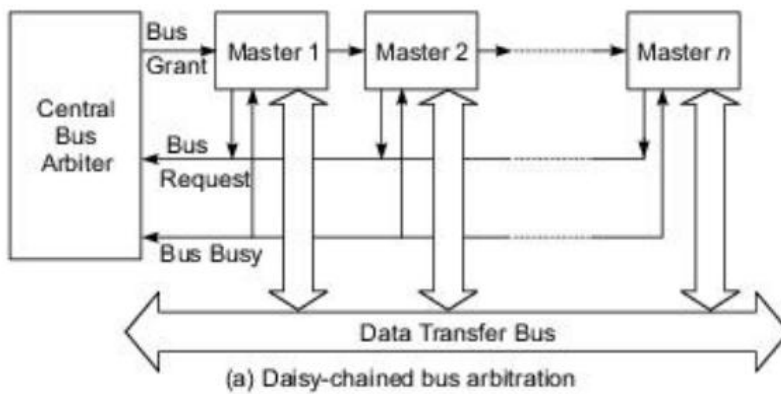 Bus
Grant
Master 1
Master 2
Master n
Central
Bus
Arbiter
Bus
Request
Bus Busy
Data Transfer Bus
(a) Daisy-chained bus arbitration